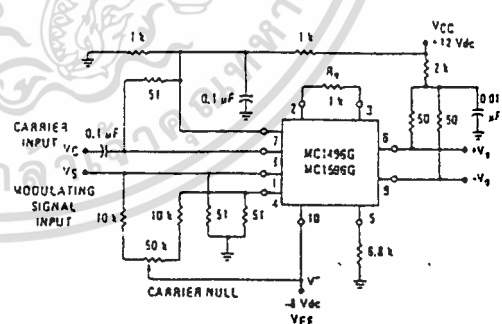 1 k
1 k
VCC
+12 Vdc
2 k
51
0.1 µF
Re
1 k
2
3
0.01
µF
50
50
CARRIER
INPUT
0.1 µF
VC
7
MC1496G
MC1596G
6
+Vo
VS
MODULATING
SIGNAL
INPUT
1
4
9
10
5
10 k
10 k
51
51
50 k
V-
6.8 k
CARRIER NULL
-8 Vdc
VEE